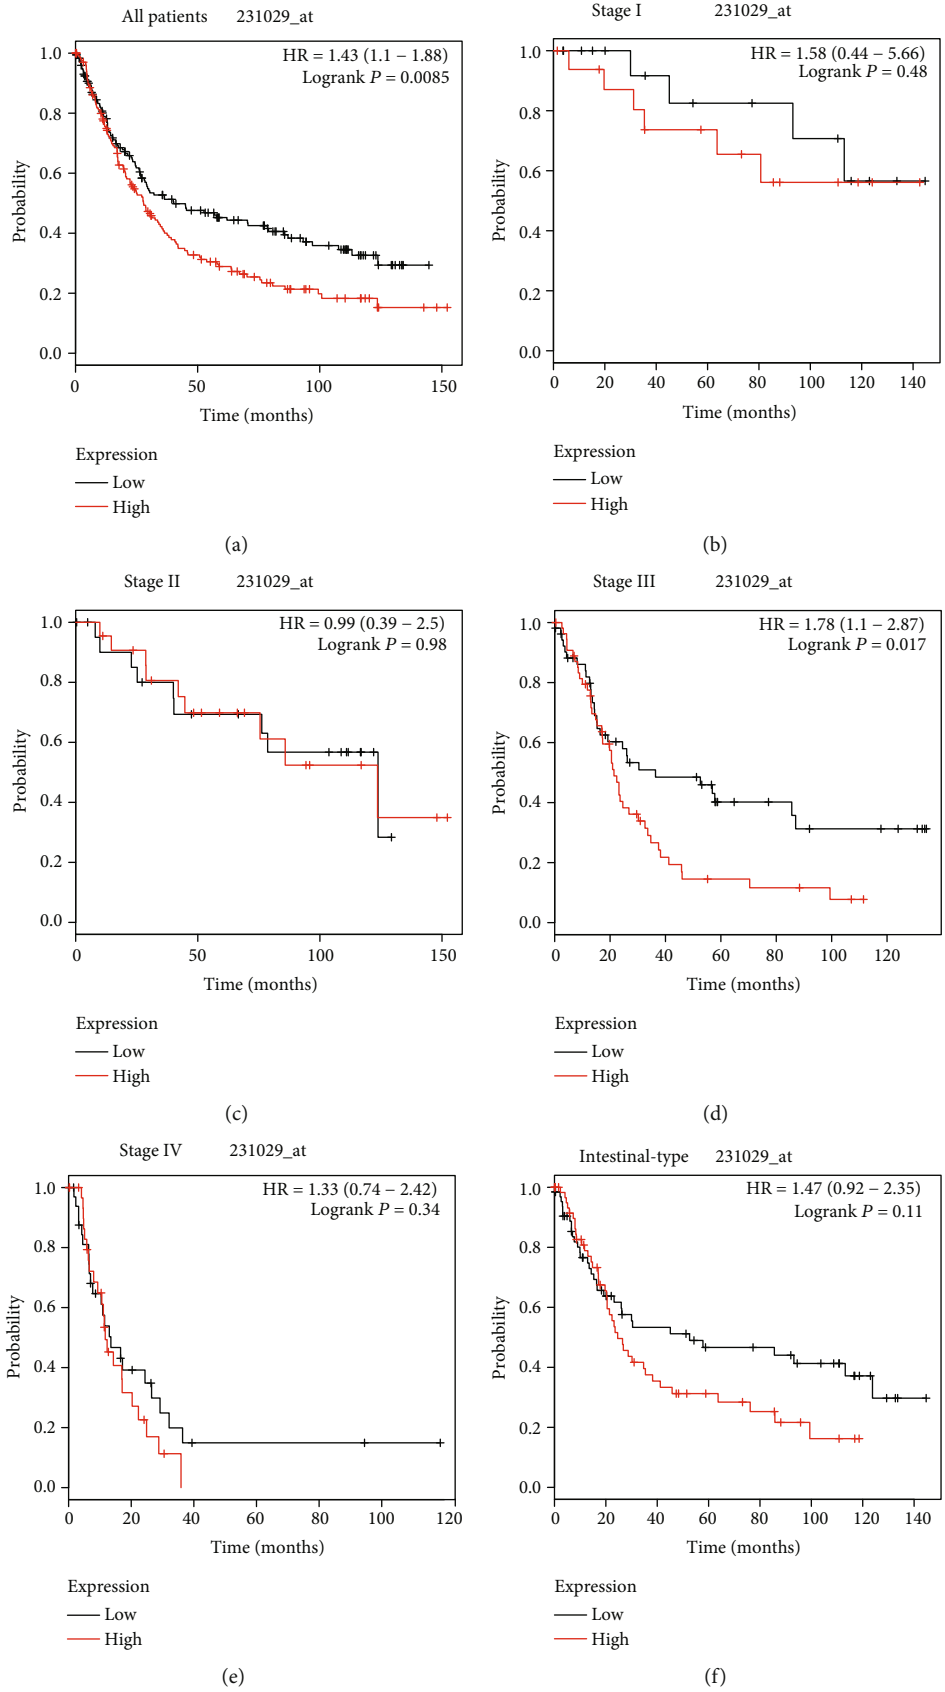 All patients 231029_at
HR = 1.43 (1.1 − 1.88)
Logrank P = 0.0085
Probability
1.0
0.8
0.6
0.4
0.2
0.0
0 50 100 150
Time (months)
Expression
Low
High
(a)
Stage I 231029_at
HR = 1.58 (0.44 − 5.66)
Logrank P = 0.48
Probability
1.0
0.8
0.6
0.4
0.2
0.0
0 20 40 60 80 100 120 140
Time (months)
Expression
Low
High
(b)
Stage II 231029_at
HR = 0.99 (0.39 − 2.5)
Logrank P = 0.98
Probability
1.0
0.8
0.6
0.4
0.2
0.0
0 50 100 150
Time (months)
Expression
Low
High
(c)
Stage III 231029_at
HR = 1.78 (1.1 − 2.87)
Logrank P = 0.017
Probability
1.0
0.8
0.6
0.4
0.2
0.0
0 20 40 60 80 100 120
Time (months)
Expression
Low
High
(d)
Stage IV 231029_at
HR = 1.33 (0.74 − 2.42)
Logrank P = 0.34
Probability
1.0
0.8
0.6
0.4
0.2
0.0
0 20 40 60 80 100 120
Time (months)
Expression
Low
High
(e)
Intestinal-type 231029_at
HR = 1.47 (0.92 − 2.35)
Logrank P = 0.11
Probability
1.0
0.8
0.6
0.4
0.2
0.0
0 20 40 60 80 100 120 140
Time (months)
Expression
Low
High
(f)